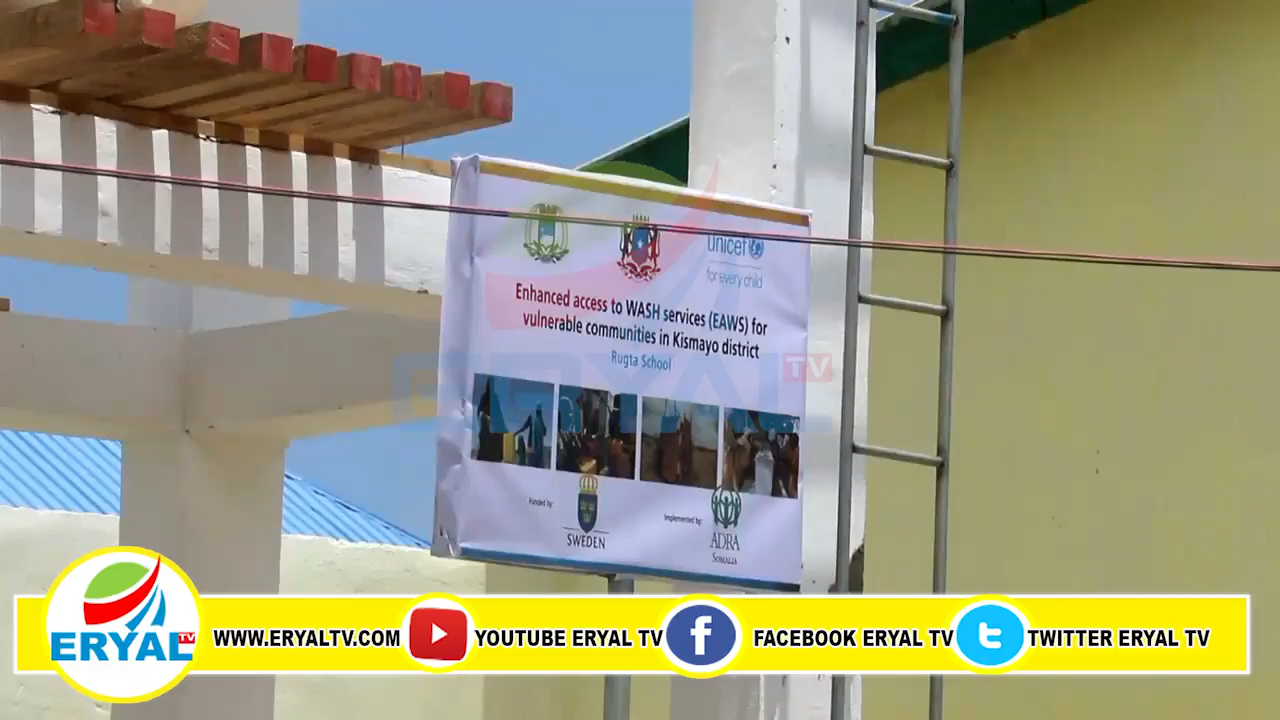 unicef
for every child
Enhanced access to WASH services (EAWS) for
vulnerable communities in Kismayo district
Rugta School
ERYAL TV
Funded by:
SWEDEN
Implemented by:
ADRA
SOMALIA
ERYAL TV
WWW.ERYALTV.COM
YOUTUBE ERYAL TV
FACEBOOK ERYAL TV
TWITTER ERYAL TV